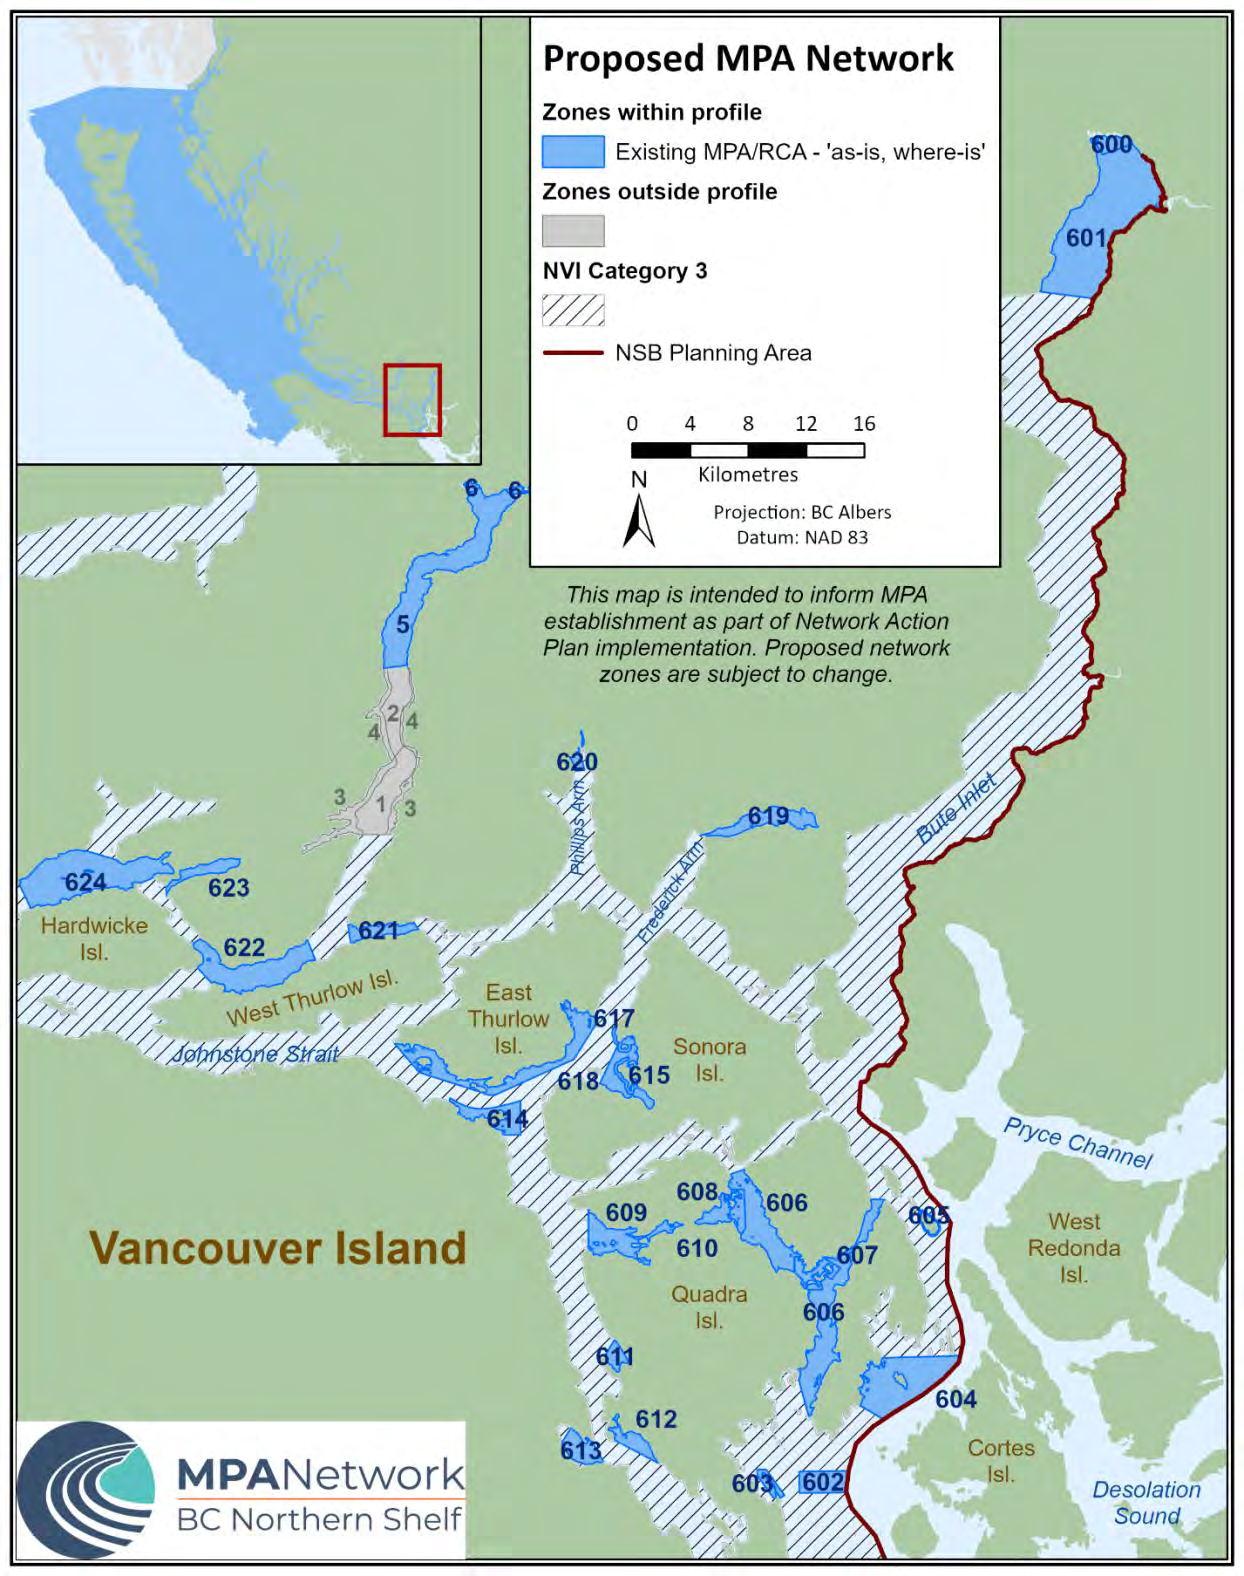 Proposed MPA Network
Zones within profile
Existing MPA/RCA - 'as-is, where-is'
Zones outside profile
NVI Category 3
NSB Planning Area
0 4 8 12 16
Kilometres
N
Projection: BC Albers
Datum: NAD 83
This map is intended to inform MPA
establishment as part of Network Action
Plan implementation. Proposed network
zones are subject to change.
600
601
6 6
5
2
4 4
3 1 3
620
Phillips Arm
619
Frederick Arm
Bute Inlet
624
623
Hardwicke
Isl.
622
621
West Thurlow Isl.
East
Thurlow
Isl.
617
Sonora
Isl.
Johnstone Strait
618
615
614
Pryce Channel
608
606
609
610
607
605
West
Redonda
Isl.
Vancouver Island
Quadra
Isl.
606
611
604
612
613
603
602
Cortes
Isl.
Desolation
Sound
MPANetwork
BC Northern Shelf